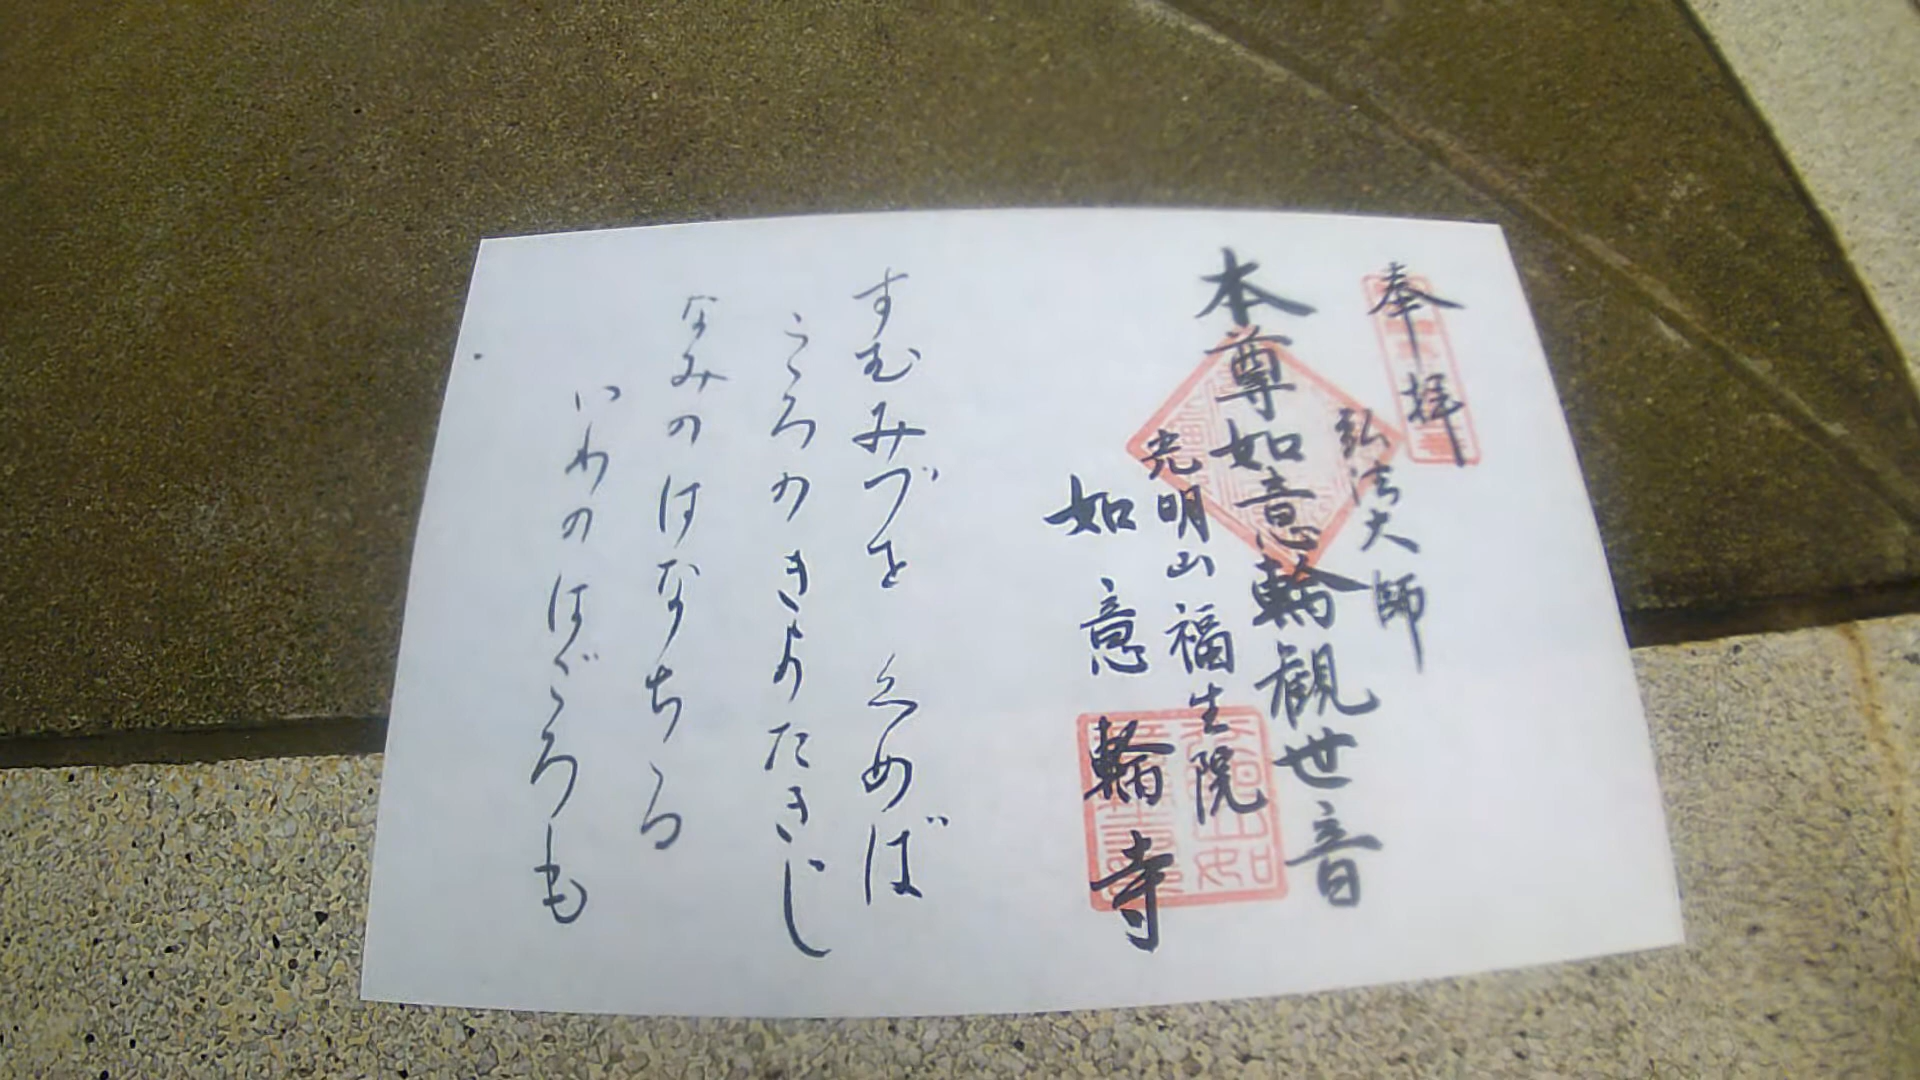 奉拝
弘法大師
本尊如意輪観世音
光明山福生院
如意輪寺
すむみづを くめば
こゝろのきよたきじ
なみのはなちる
いわのはごろも